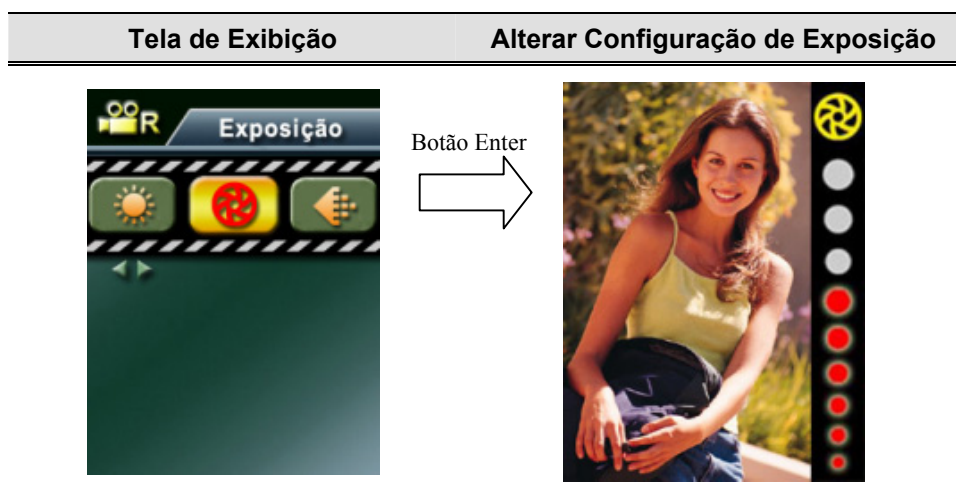 Tela de Exibição
Alterar Configuração de Exposição
R
Exposição
Botão Enter